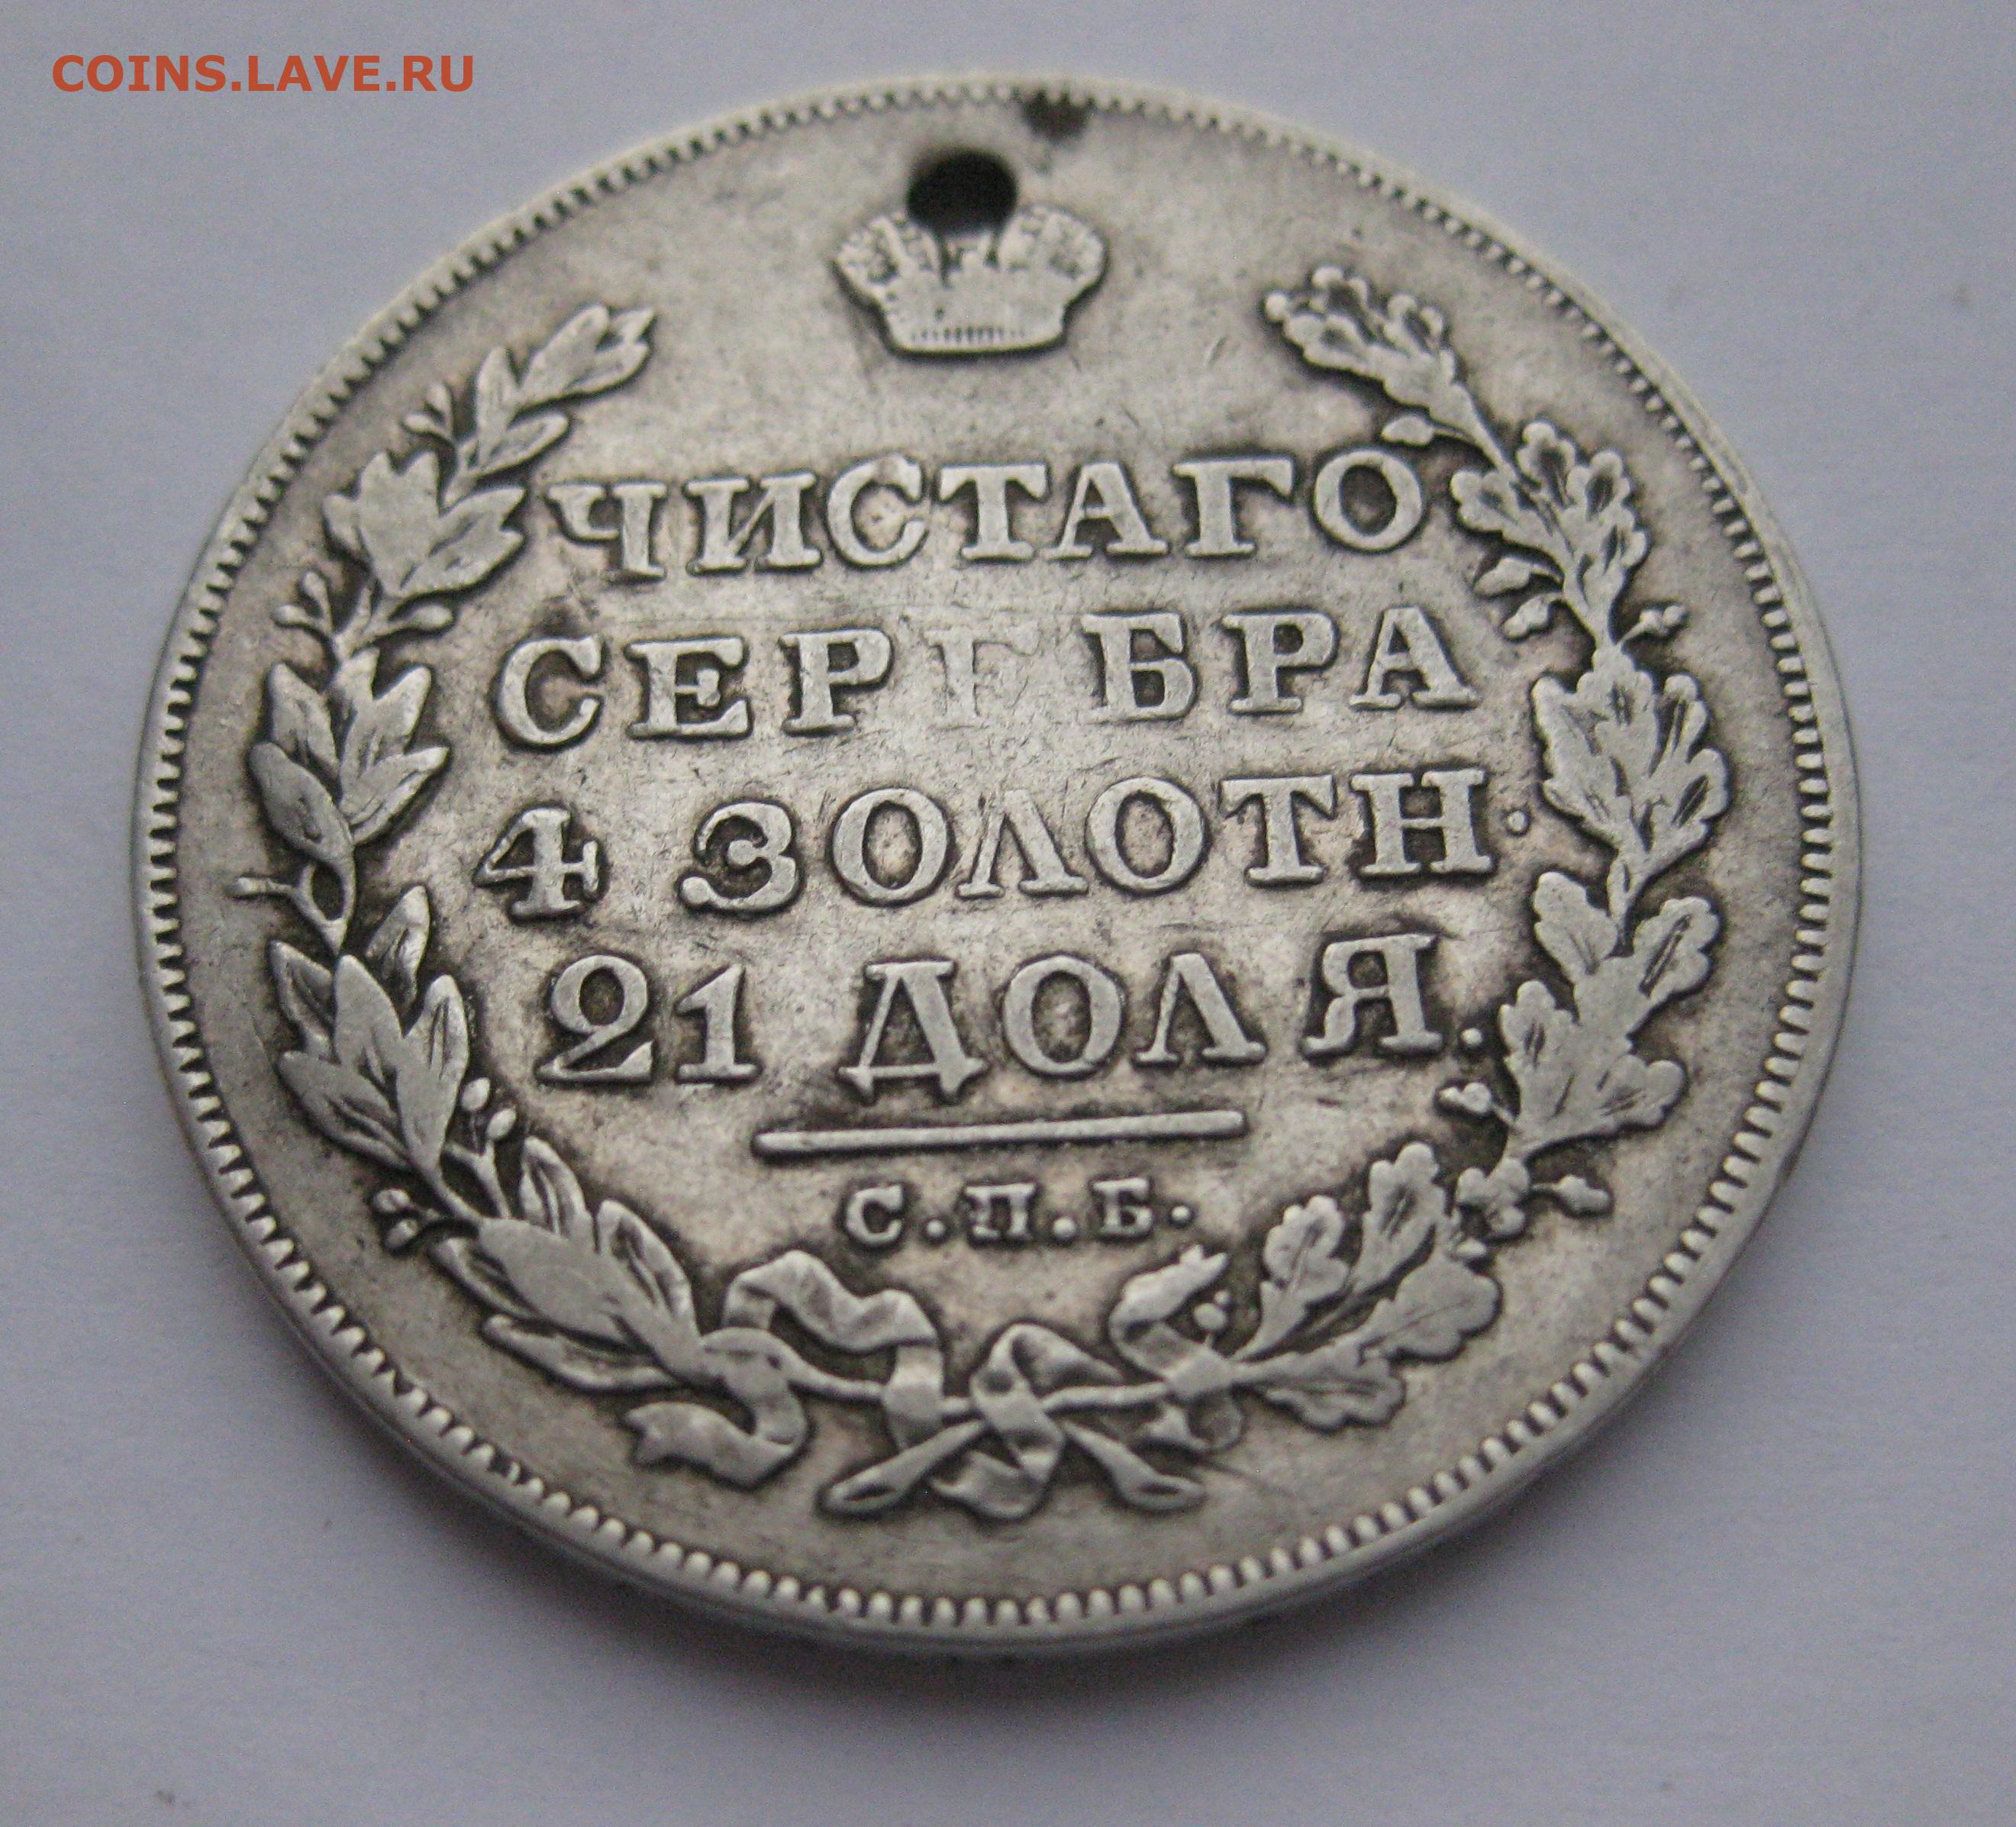 COINS.LAVE.RU
ЧИСТАГО
СЕРЕБРА
4 ЗОЛОТН.
21 ДОЛЯ.
С.П.Б.